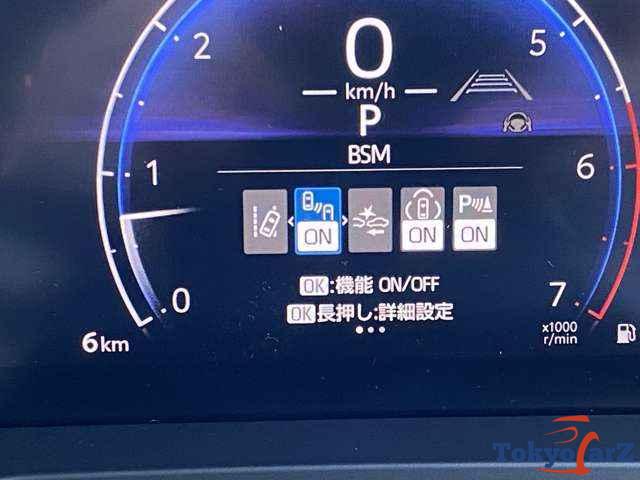 0
2 5
km/h
P
BSM
1 6
ON ON P ON
OK:機能 ON/OFF
OK長押し:詳細設定
0 7
6km
x1000
r/min
TokyoCarZ